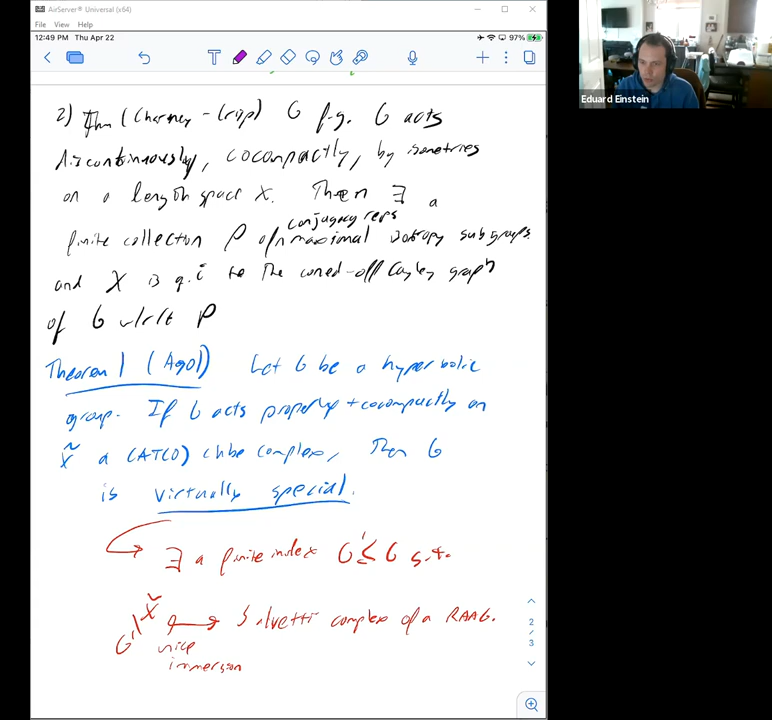 AirServer® Universal (x64)
File Edit View
12:49 PM Thu Apr 22
97%
2) Thm (Charney-Crisp) G f.g. G acts
discontinuously, cocompactly, by isometries
on a length space X. Then ∃ a
conjugacy reps
finite collection P of maximal isotropy subgroups
and X is q.i to the coned-off Cayley graph
of G w/r/t P
Theorem 1 (Agol) Let G be a hyperbolic
group. If G acts properly + cocompactly on
X̃ a CAT(0) cube complex, then G
is virtually special.
∃ a finite index G' ≤ G s.t.
G'\X̃ ↪ Salvetti complex of a RAAG.
nice
immersion
2
/
3
Eduard Einstein